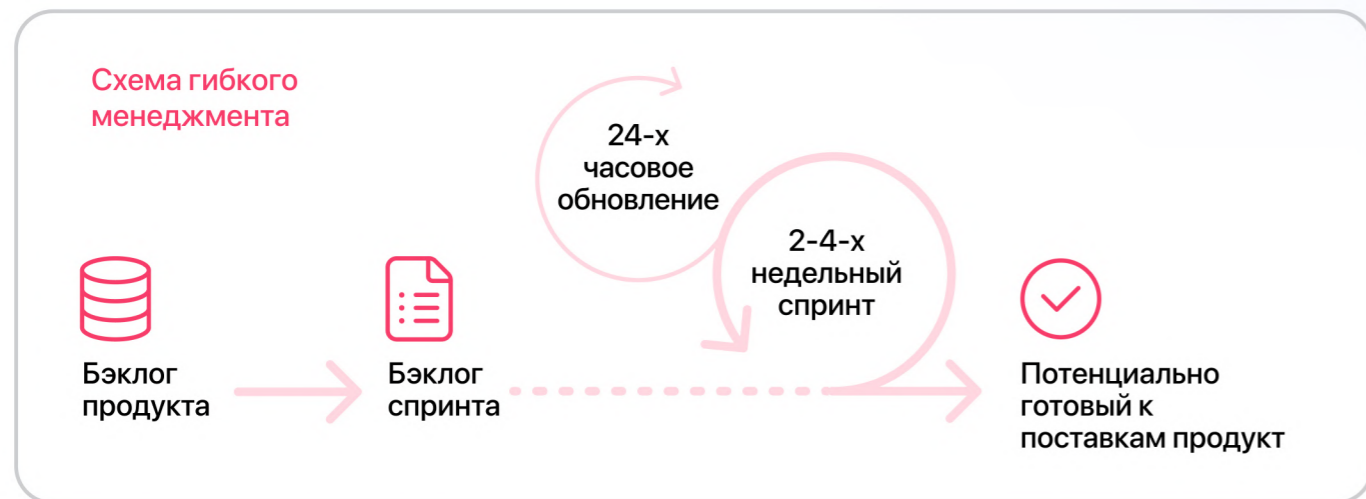 Схема гибкого
менеджмента
24-х
часовое
обновление
2-4-х
недельный
спринт
Бэклог
продукта
Бэклог
спринта
Потенциально
готовый к
поставкам продукт